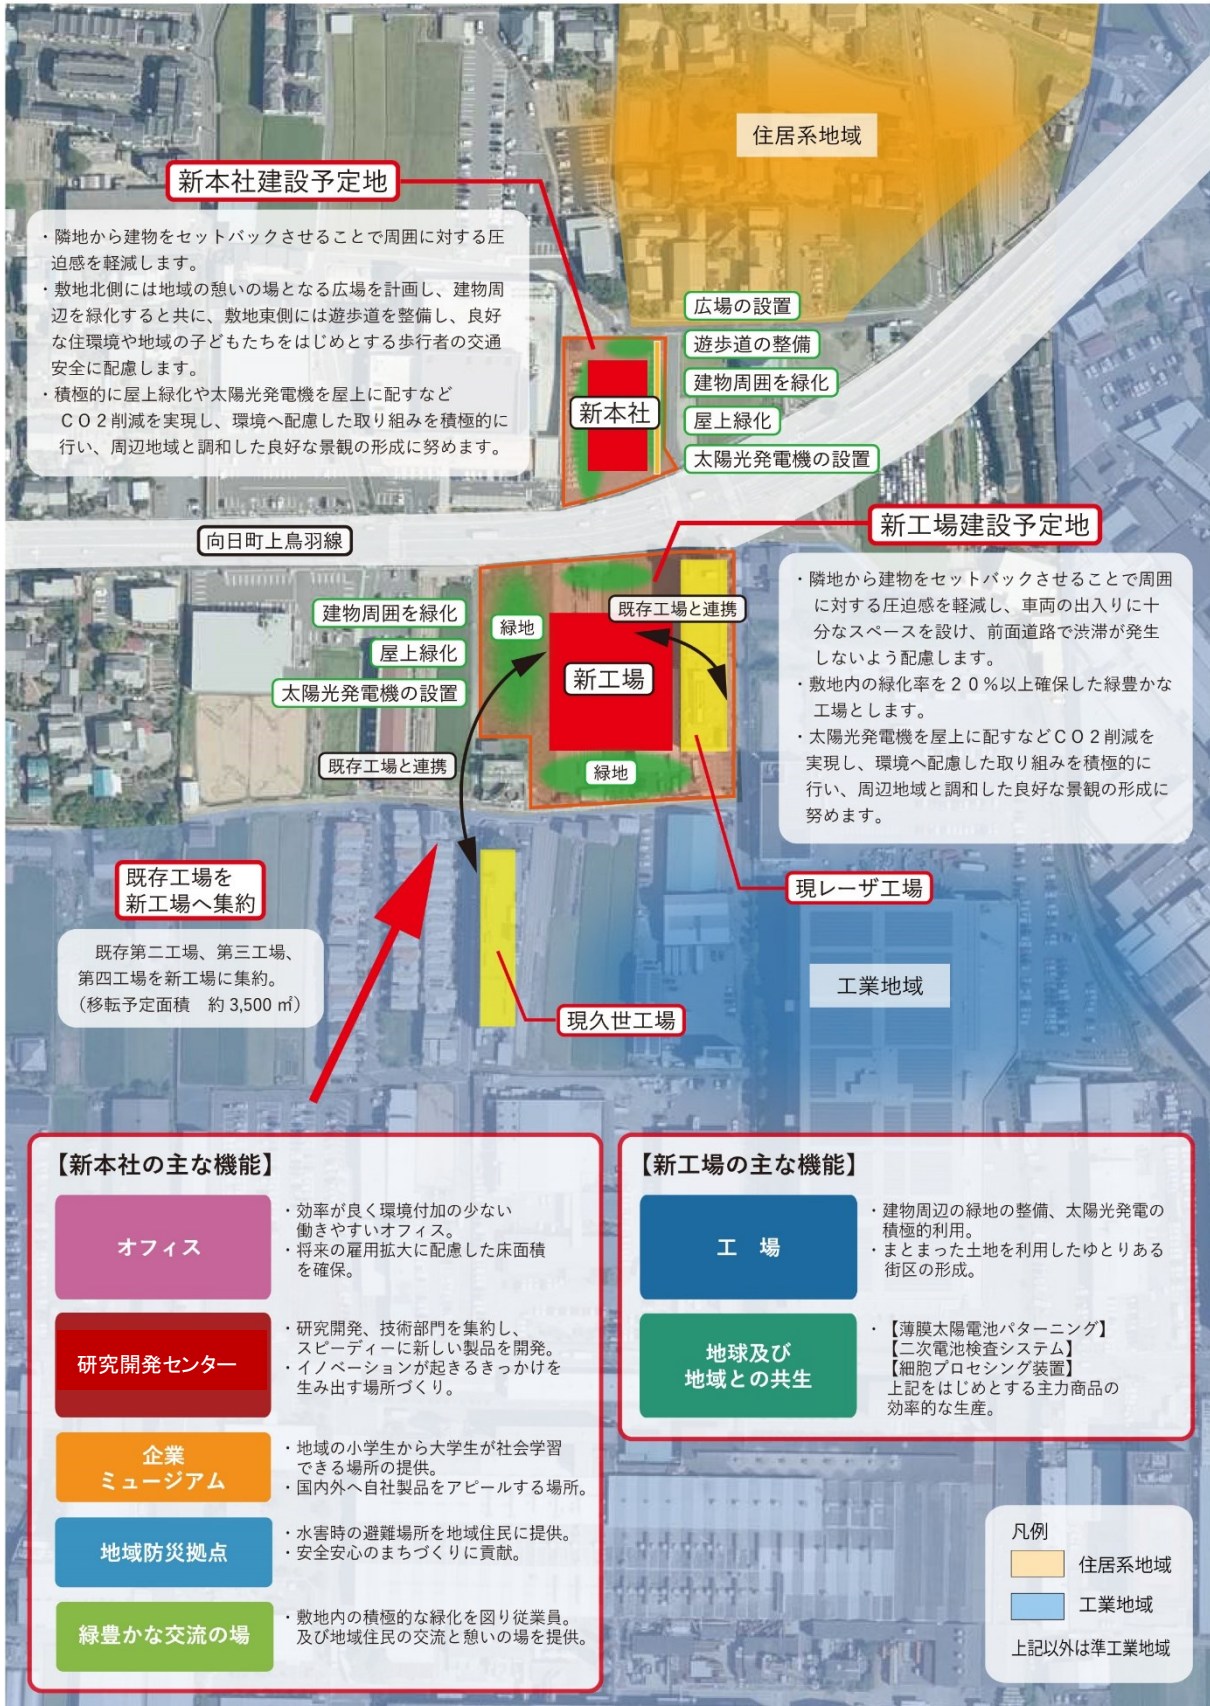 住居系地域
新本社建設予定地
・隣地から建物をセットバックさせることで周囲に対する圧
迫感を軽減します。
・敷地北側には地域の憩いの場となる広場を計画し、建物周
辺を緑化すると共に、敷地東側には遊歩道を整備し、良好
な住環境や地域の子どもたちをはじめとする歩行者の交通
安全に配慮します。
・積極的に屋上緑化や太陽光発電機を屋上に配すなど
ＣＯ２削減を実現し、環境へ配慮した取り組みを積極的に
行い、周辺地域と調和した良好な景観の形成に努めます。
広場の設置
遊歩道の整備
建物周囲を緑化
屋上緑化
太陽光発電機の設置
新本社
向日町上鳥羽線
新工場建設予定地
・隣地から建物をセットバックさせることで周囲
に対する圧迫感を軽減し、車両の出入りに十
分なスペースを設け、前面道路で渋滞が発生
しないよう配慮します。
・敷地内の緑化率を２０％以上確保した緑豊かな
工場とします。
・太陽光発電機を屋上に配すなどＣＯ２削減を
実現し、環境へ配慮した取り組みを積極的に
行い、周辺地域と調和した良好な景観の形成に
努めます。
建物周囲を緑化
屋上緑化
太陽光発電機の設置
緑地
既存工場と連携
新工場
既存工場と連携
緑地
既存工場を
新工場へ集約
既存第二工場、第三工場、
第四工場を新工場に集約。
（移転予定面積　約 3,500 ㎡）
現レーザ工場
現久世工場
工業地域
【新本社の主な機能】
オフィス
・効率が良く環境付加の少ない
働きやすいオフィス。
・将来の雇用拡大に配慮した床面積
を確保。
研究開発センター
・研究開発、技術部門を集約し、
スピーディーに新しい製品を開発。
・イノベーションが起きるきっかけを
生み出す場所づくり。
企業
ミュージアム
・地域の小学生から大学生が社会学習
できる場所の提供。
・国内外へ自社製品をアピールする場所。
地域防災拠点
・水害時の避難場所を地域住民に提供。
・安全安心のまちづくりに貢献。
緑豊かな交流の場
・敷地内の積極的な緑化を図り従業員。
及び地域住民の交流と憩いの場を提供。
【新工場の主な機能】
工　場
・建物周辺の緑地の整備、太陽光発電の
積極的利用。
・まとまった土地を利用したゆとりある
街区の形成。
地球及び
地域との共生
・【薄膜太陽電池パターニング】
【二次電池検査システム】
【細胞プロセシング装置】
上記をはじめとする主力商品の
効率的な生産。
凡例
住居系地域
工業地域
上記以外は準工業地域